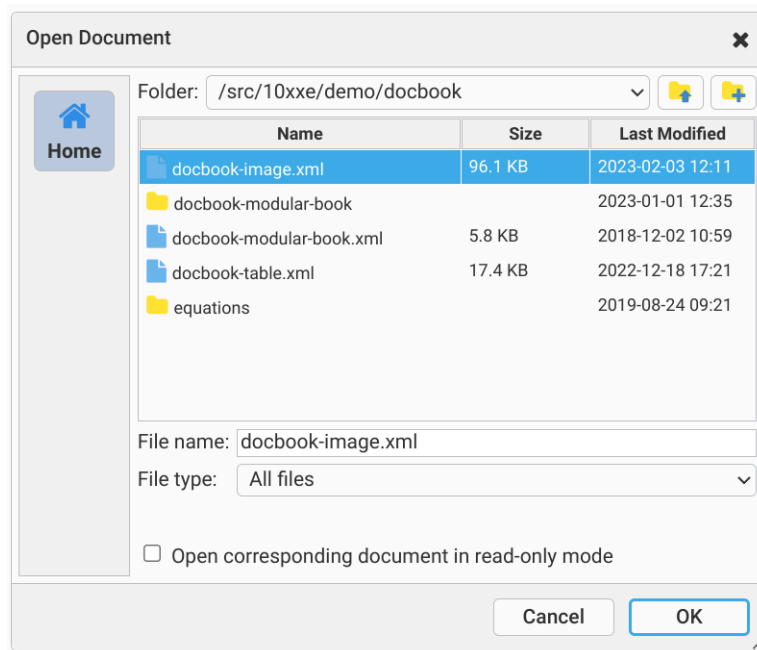 Open Document
Home
Folder: /src/10xxe/demo/docbook
Name Size Last Modified
docbook-image.xml 96.1 KB 2023-02-03 12:11
docbook-modular-book 2023-01-01 12:35
docbook-modular-book.xml 5.8 KB 2018-12-02 10:59
docbook-table.xml 17.4 KB 2022-12-18 17:21
equations 2019-08-24 09:21
File name: docbook-image.xml
File type: All files
Open corresponding document in read-only mode
Cancel OK